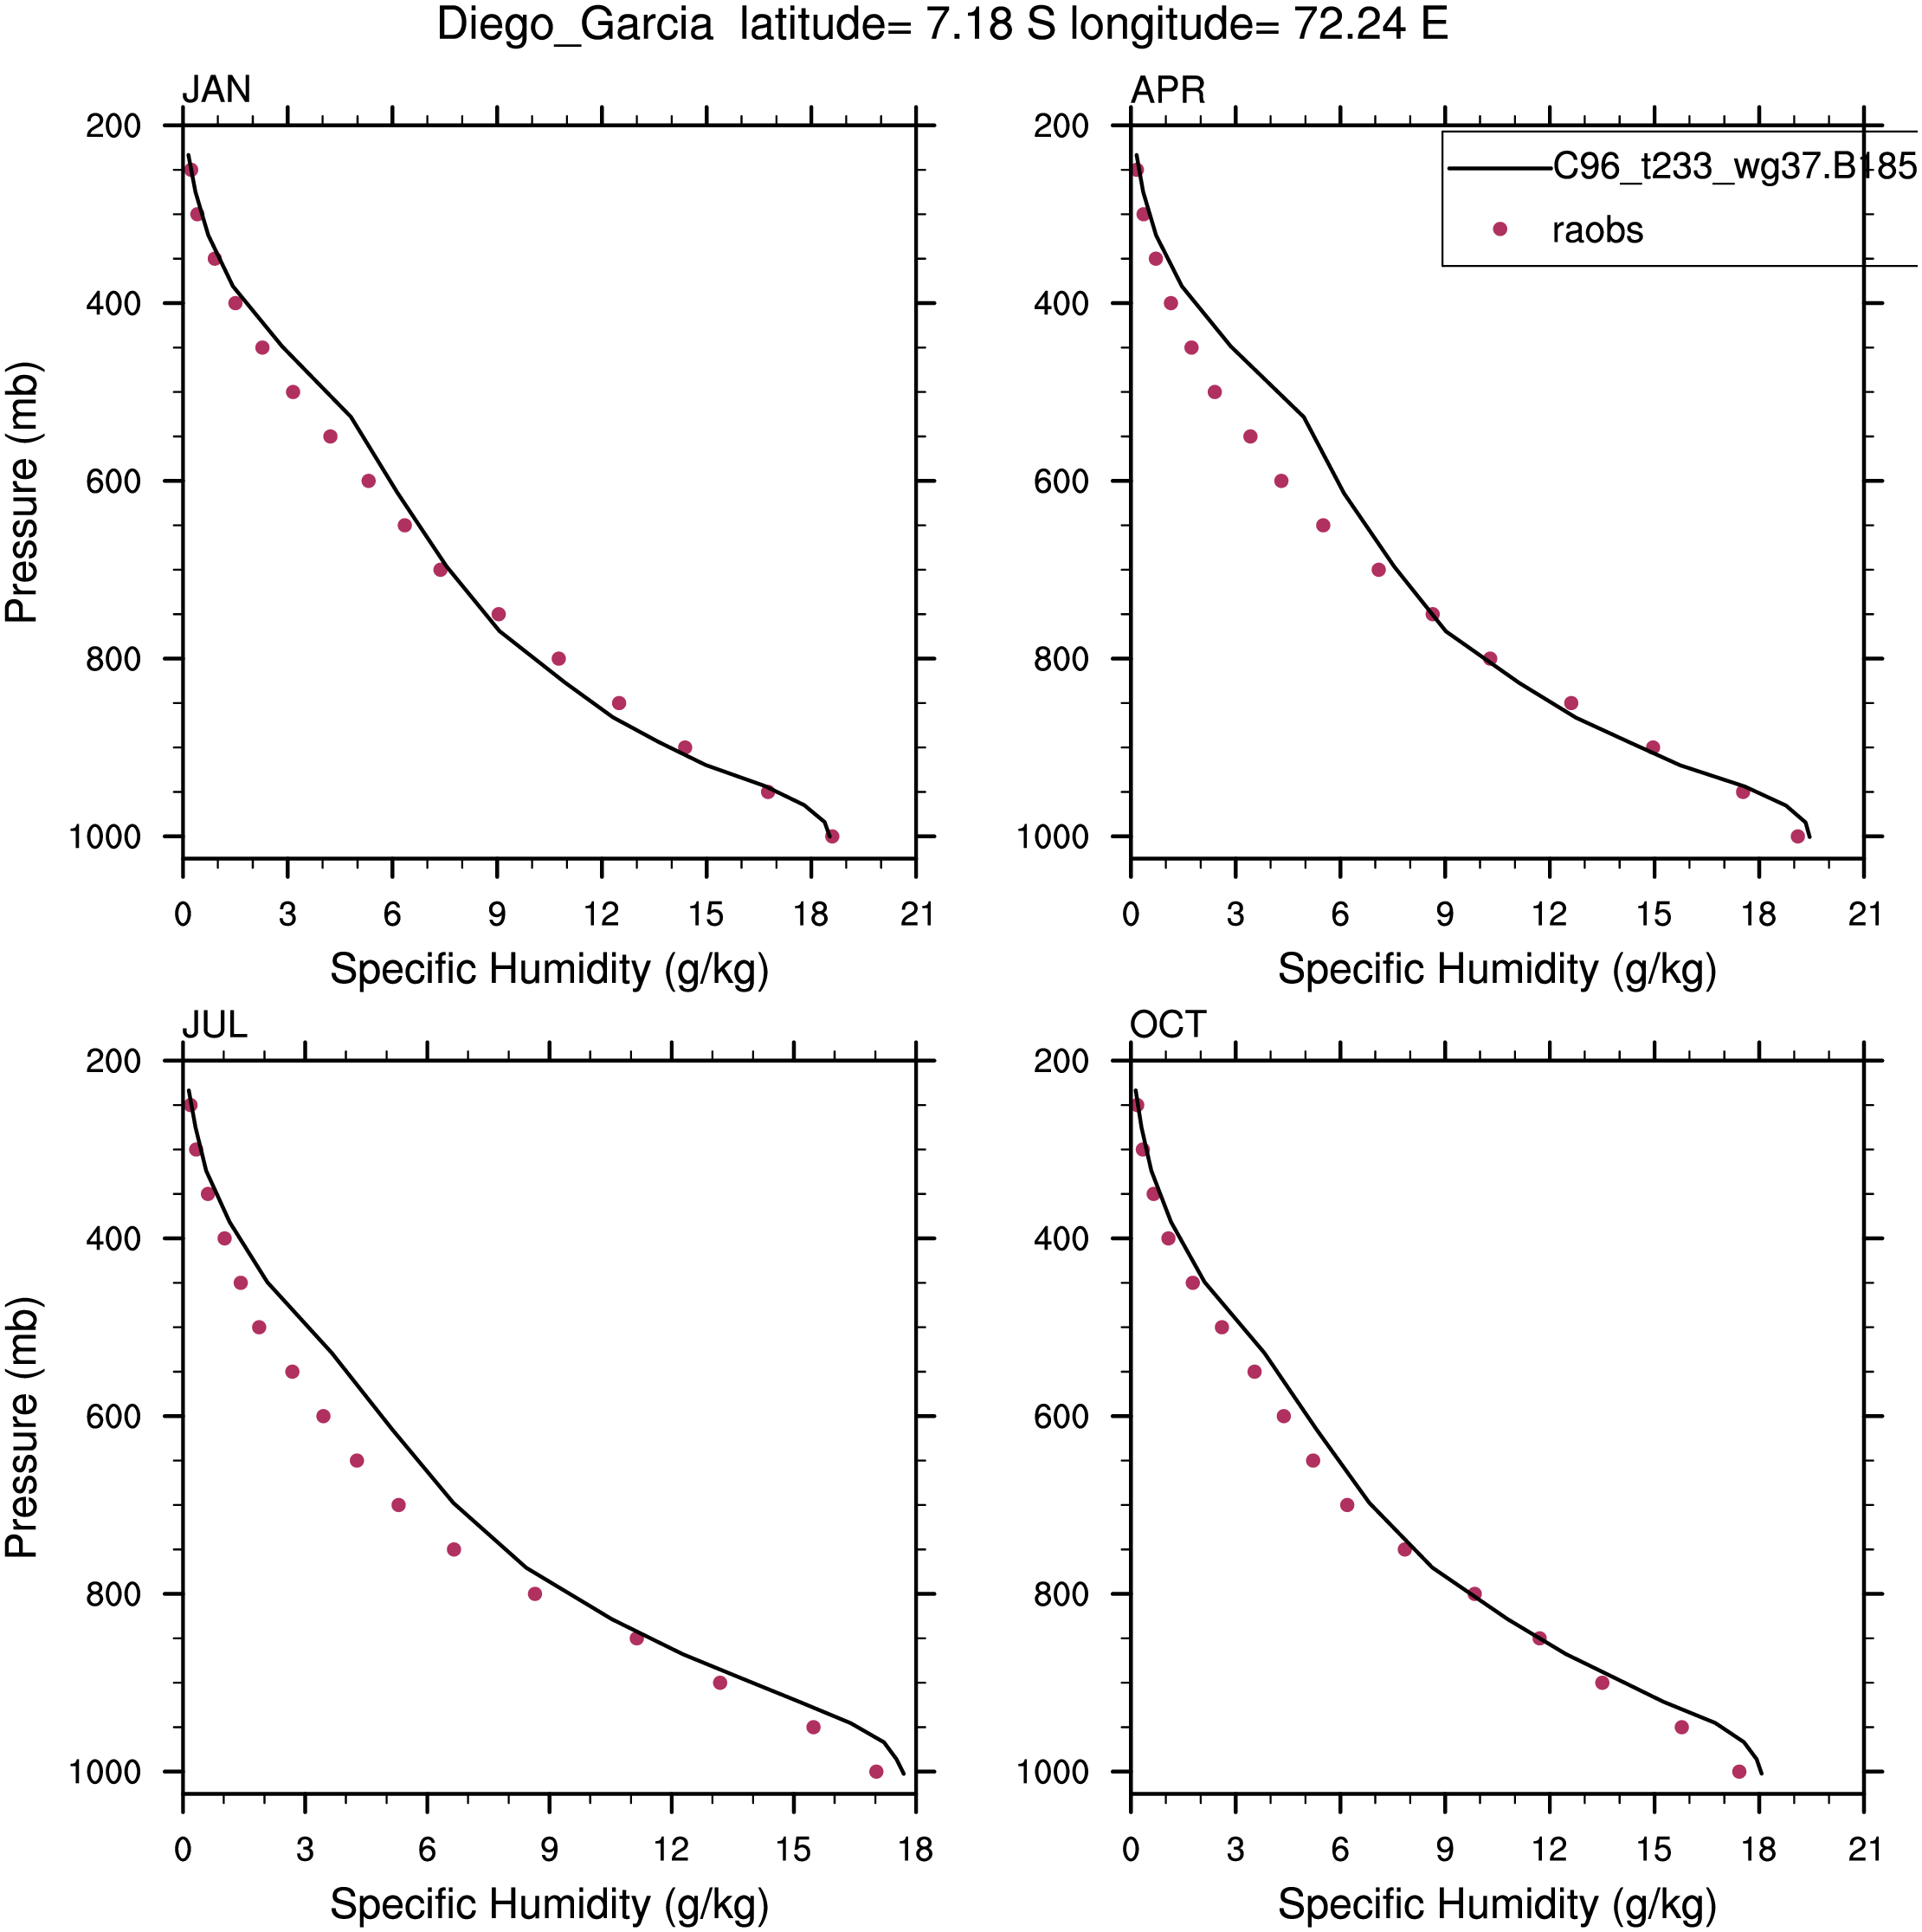 Diego_Garcia latitude= 7.18 S longitude= 72.24 E
JAN
200
400
600
800
1000
Pressure (mb)
0 3 6 9 12 15 18 21
Specific Humidity (g/kg)
APR
200
400
600
800
1000
C96_t233_wg37.B185
raobs
0 3 6 9 12 15 18 21
Specific Humidity (g/kg)
JUL
200
400
600
800
1000
Pressure (mb)
0 3 6 9 12 15 18
Specific Humidity (g/kg)
OCT
200
400
600
800
1000
0 3 6 9 12 15 18 21
Specific Humidity (g/kg)